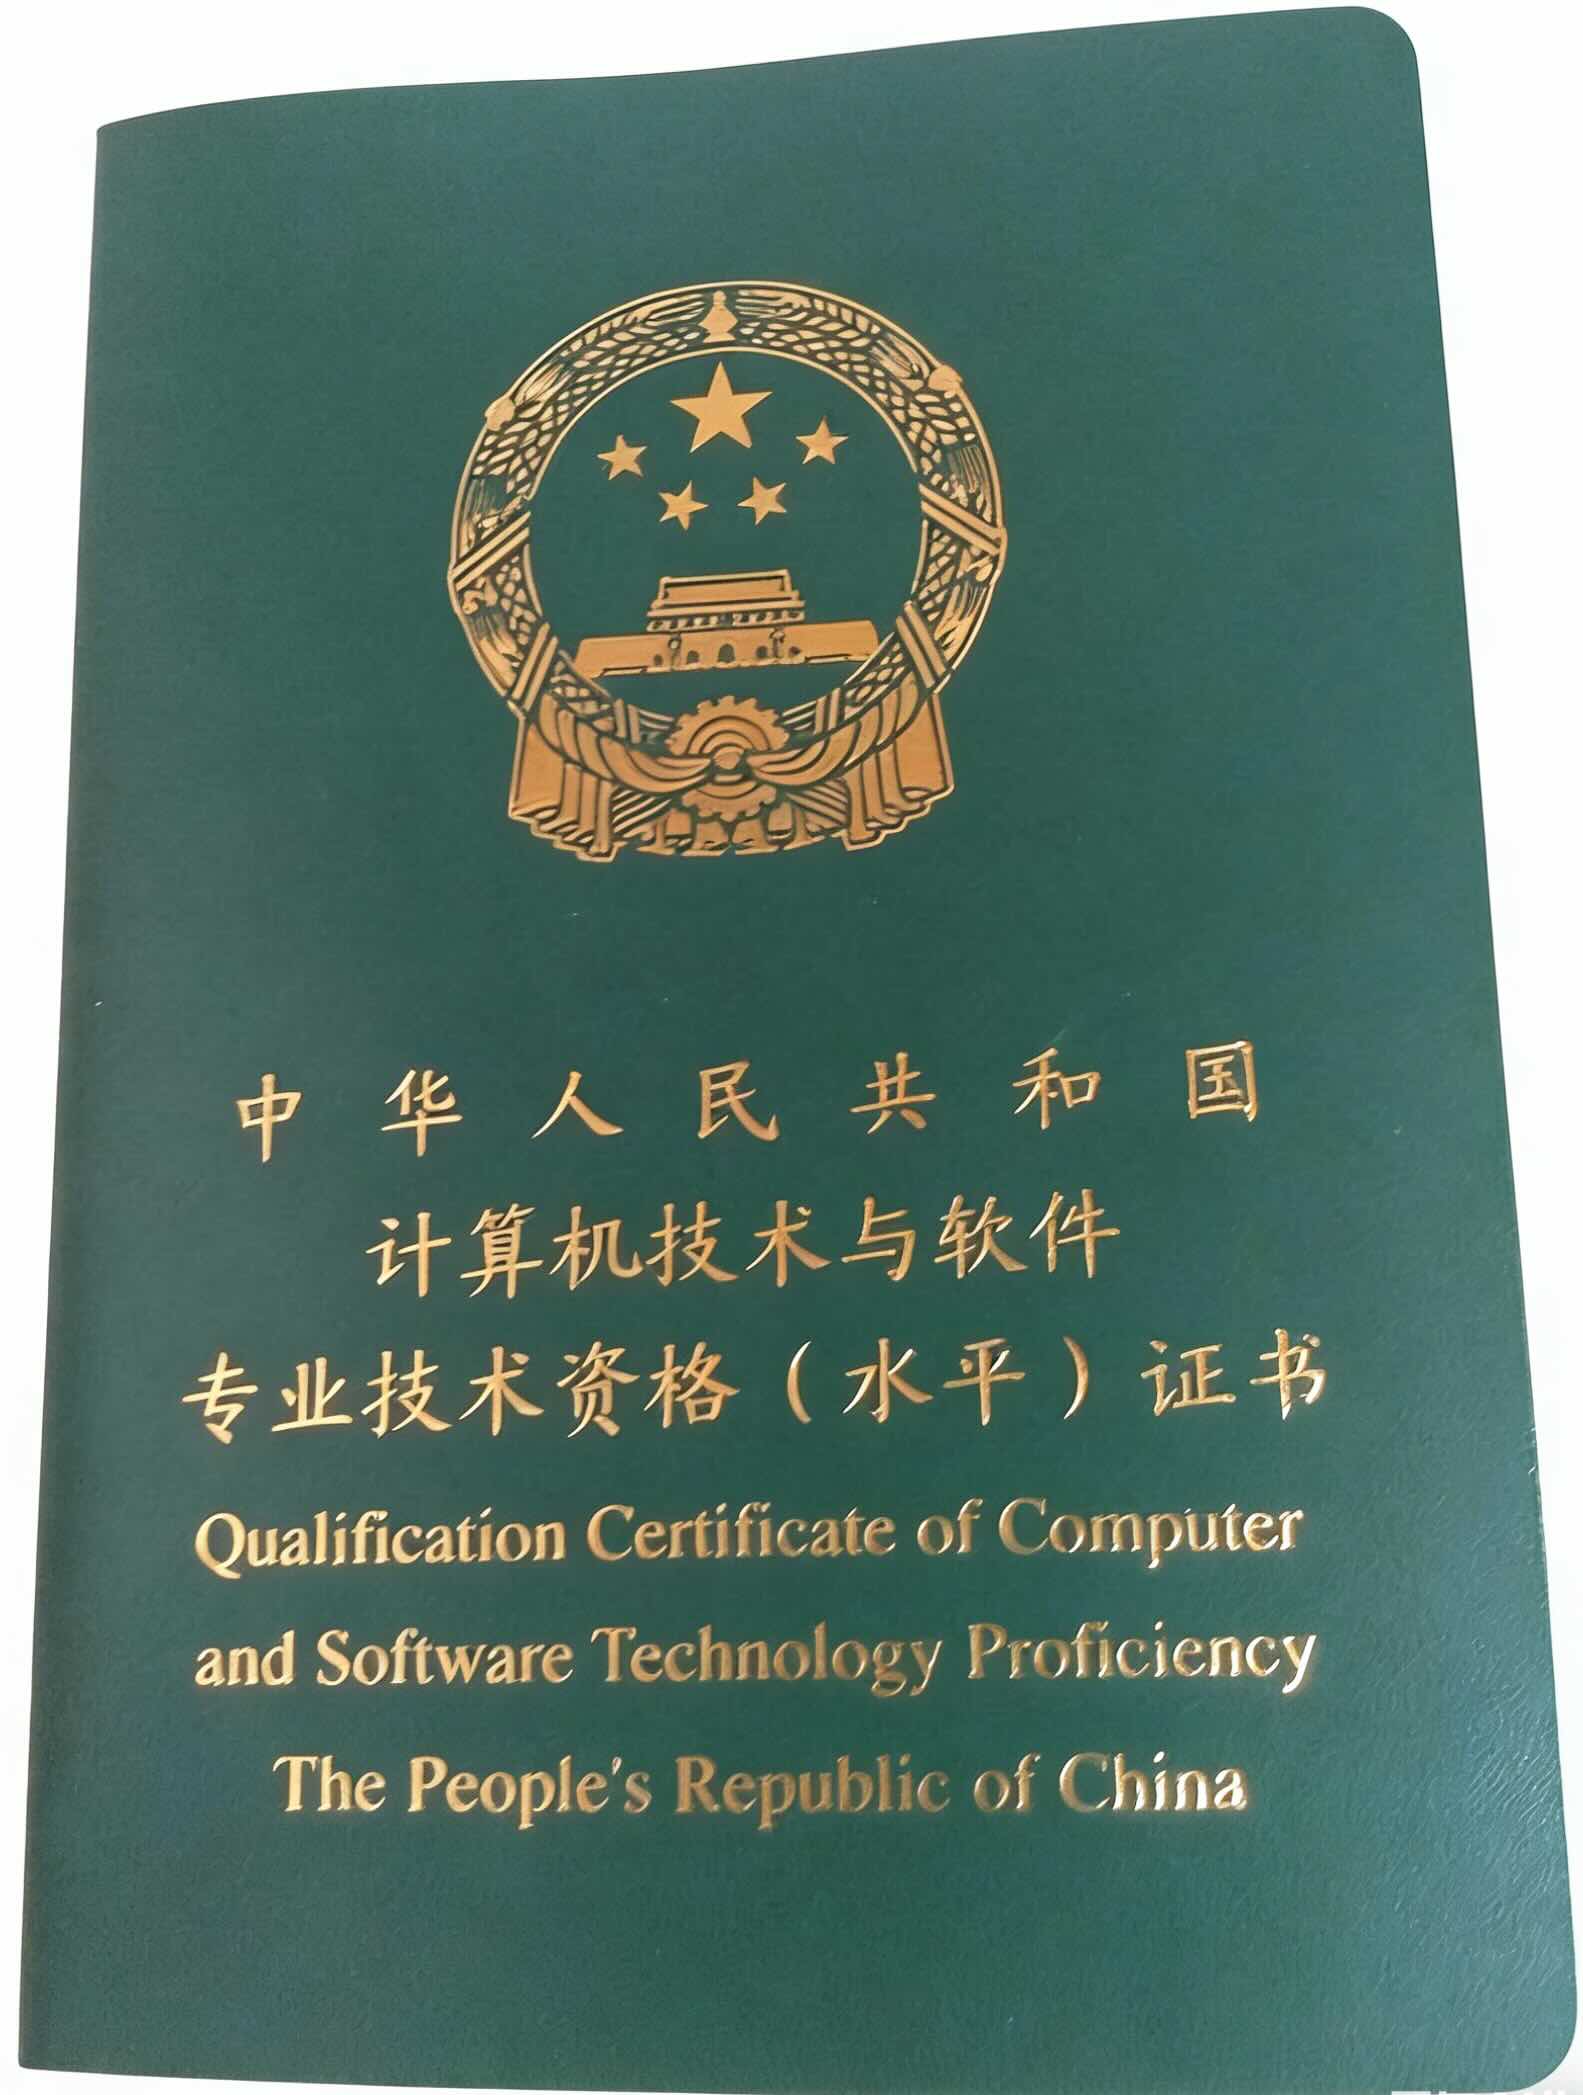 中华人民共和国
计算机技术与软件
专业技术资格（水平）证书
Qualification Certificate of Computer
and Software Technology Proficiency
The People's Republic of China